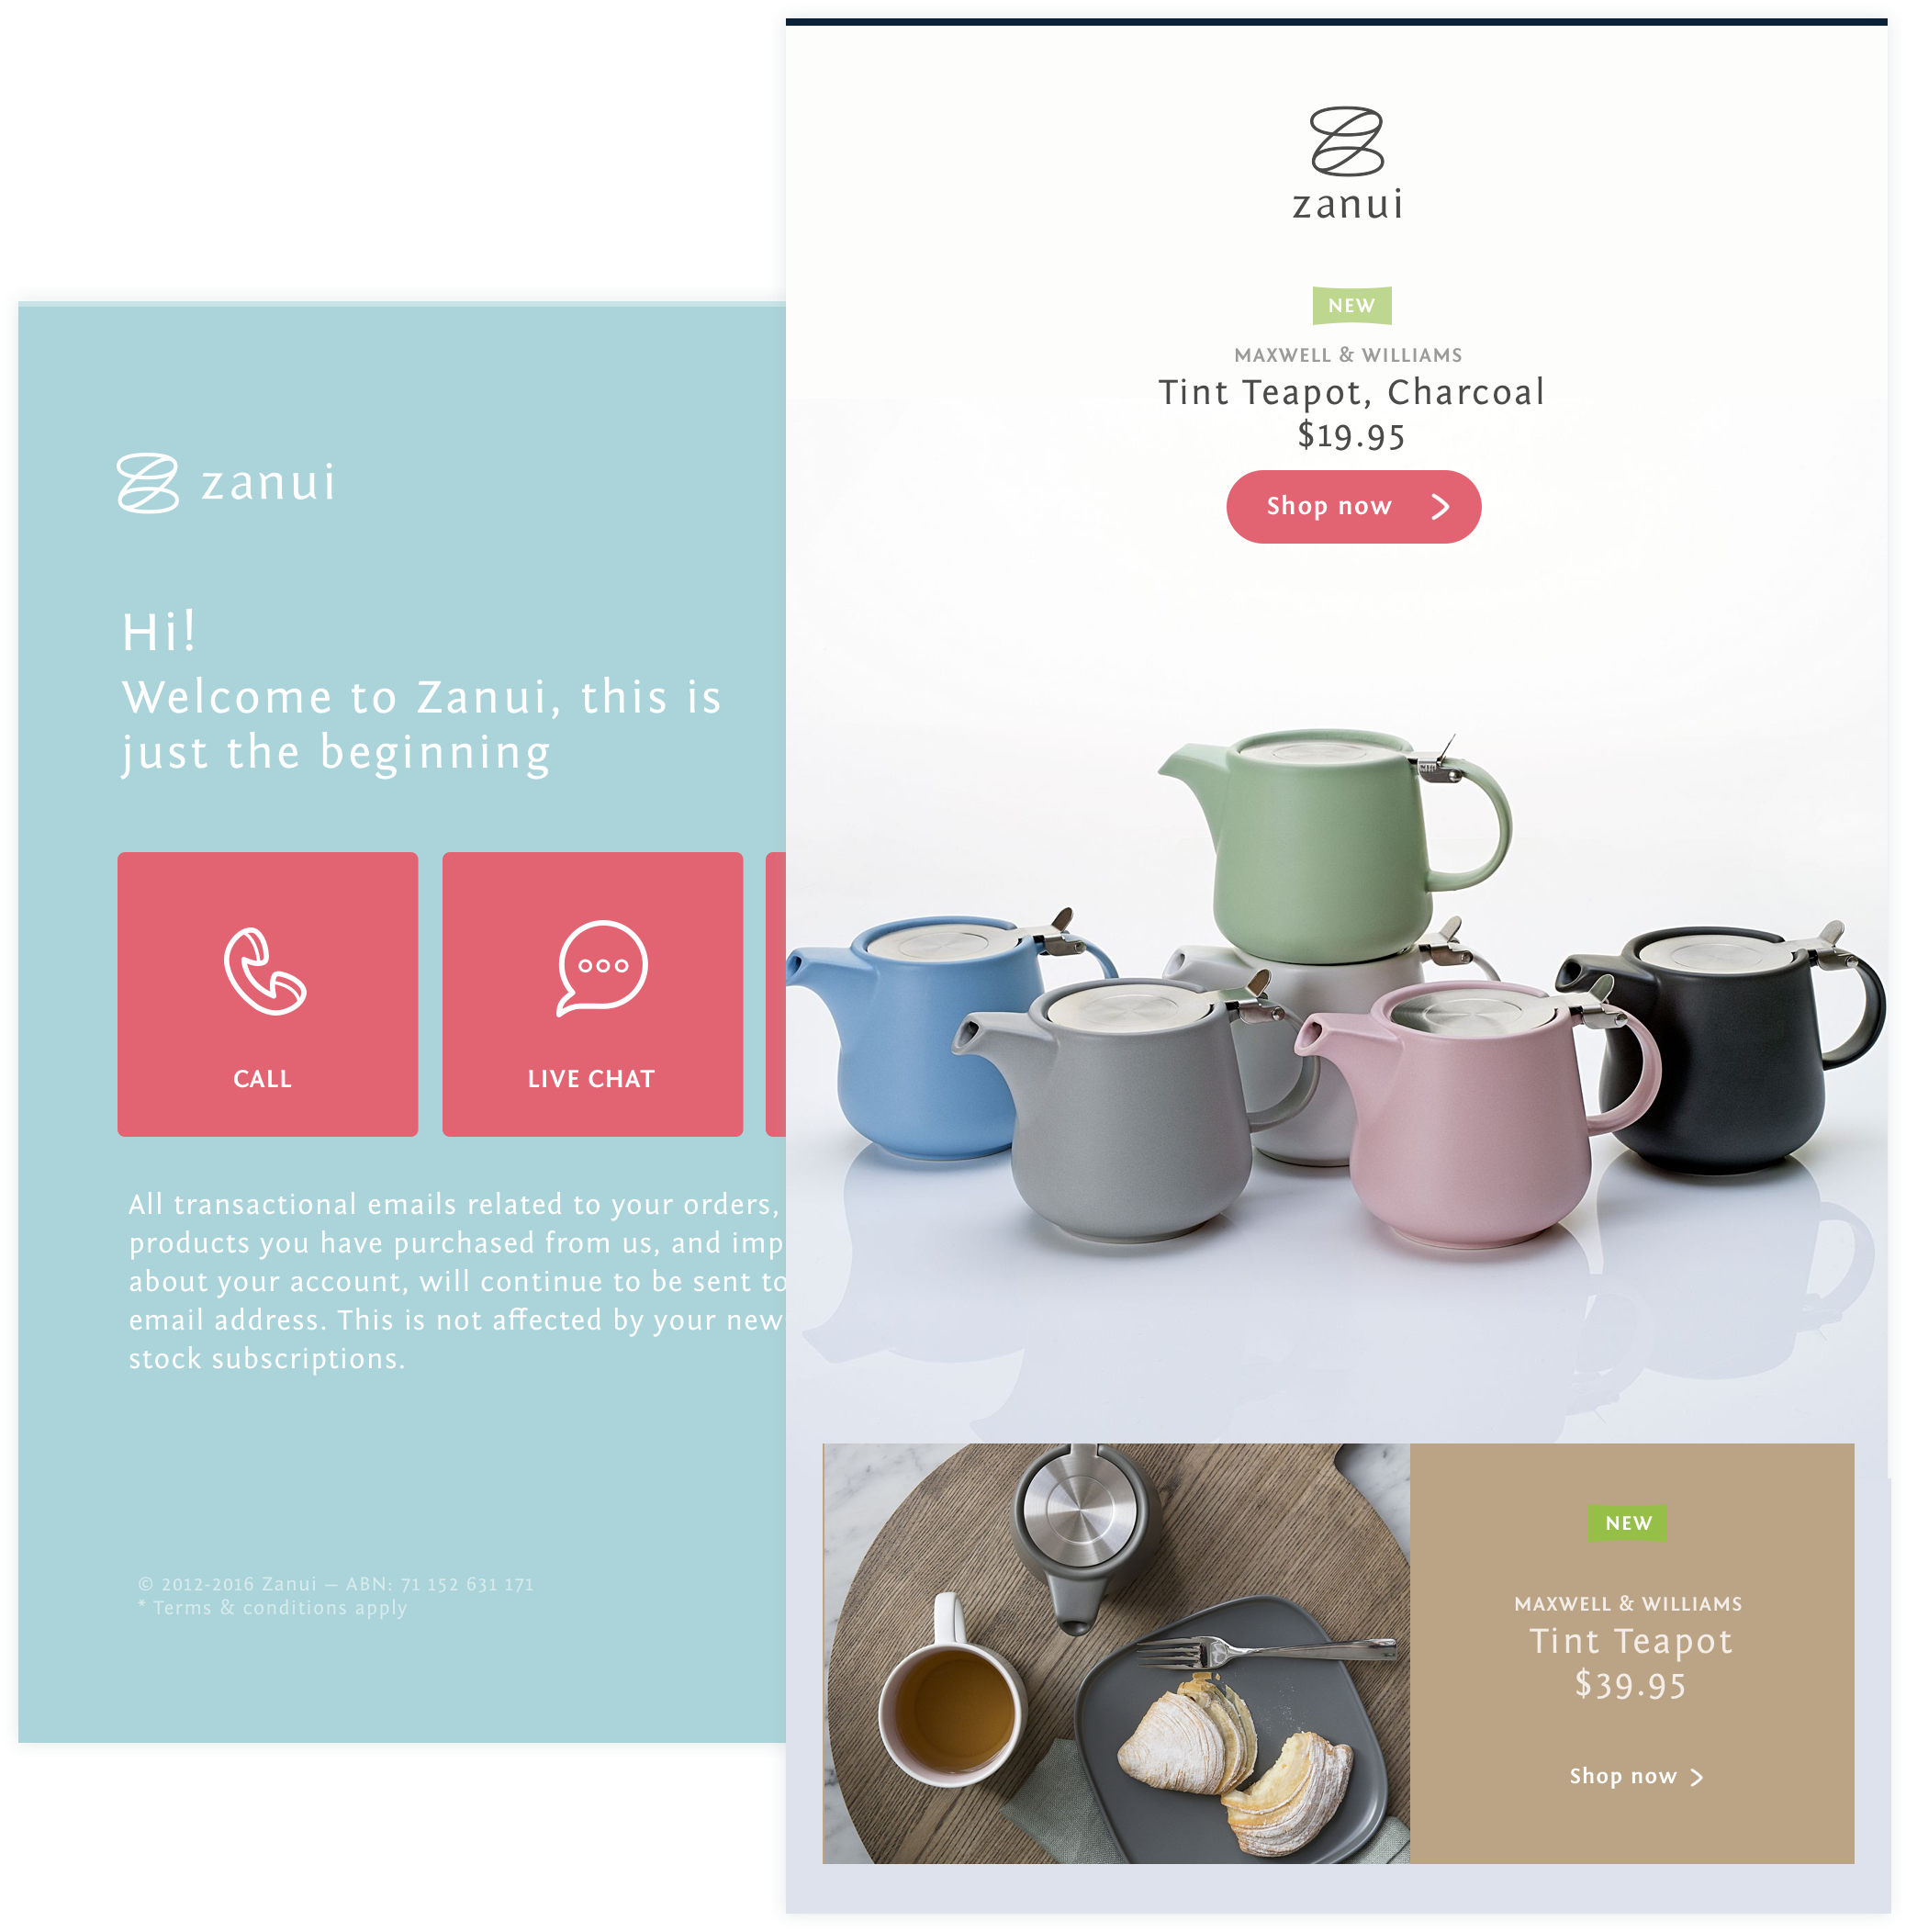 zanui
Hi!
Welcome to Zanui, this is
just the beginning
CALL
LIVE CHAT
All transactional emails related to your orders,
products you have purchased from us, and
about your account, will continue to be sent to
email address. This is not affected by your new
stock subscriptions.
© 2012-2016 Zanui — ABN: 71 152 631 171
* Terms & conditions apply
zanui
NEW
MAXWELL & WILLIAMS
Tint Teapot, Charcoal
$19.95
Shop now
NEW
MAXWELL & WILLIAMS
Tint Teapot
$39.95
Shop now